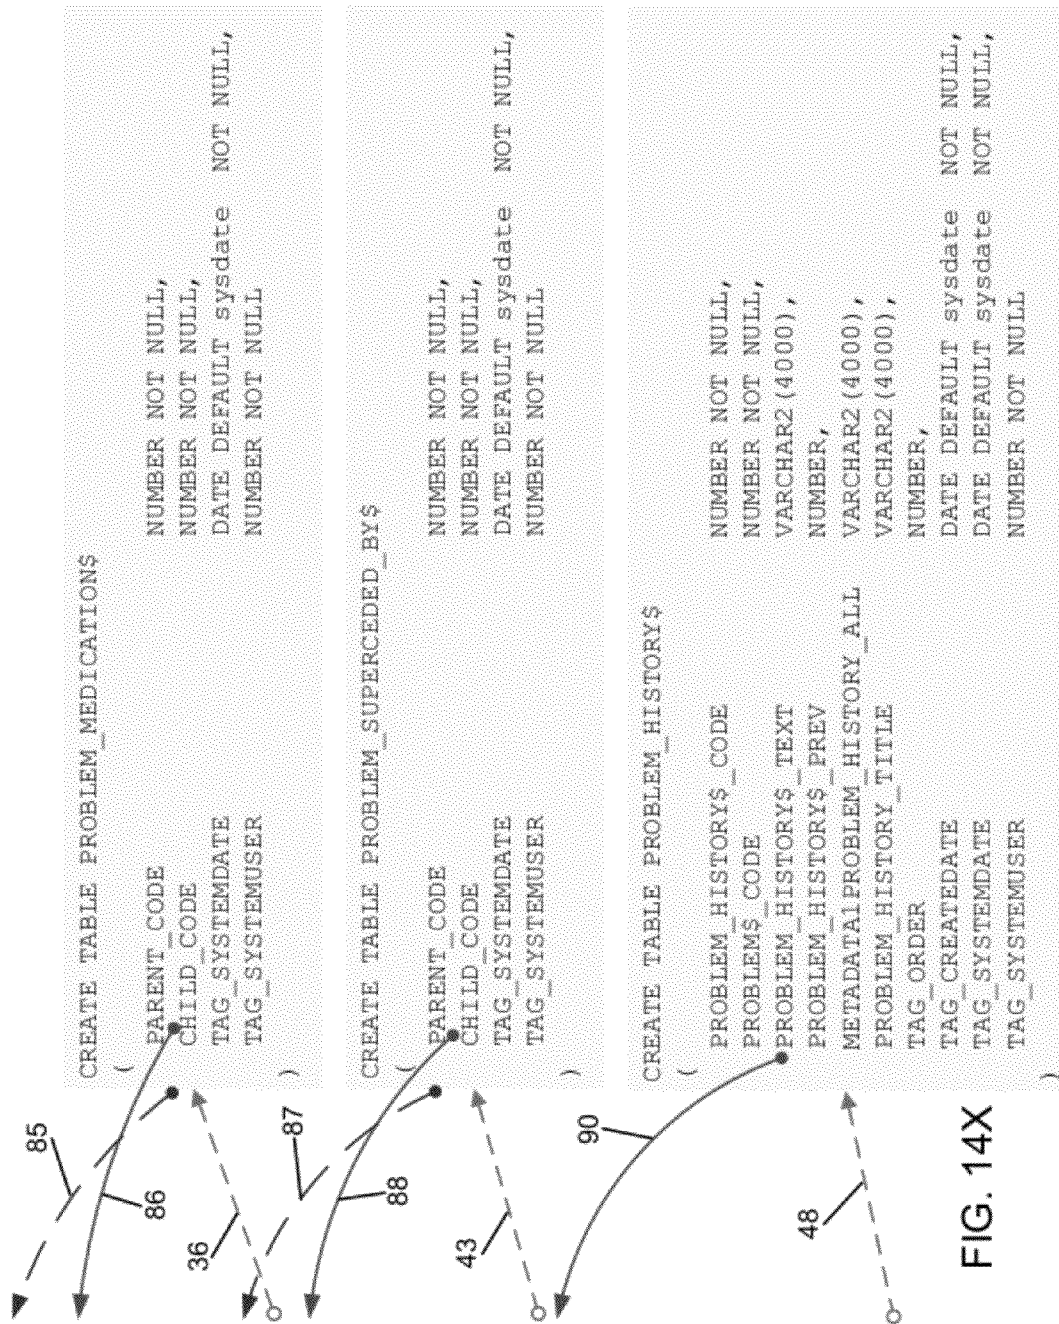 CREATE TABLE PROBLEM_MEDICATION$
(
PARENT_CODE NUMBER NOT NULL,
CHILD_CODE NUMBER NOT NULL,
TAG_SYSTEMDATE DATE DEFAULT sysdate NOT NULL,
TAG_SYSTEMUSER NUMBER NOT NULL
)
CREATE TABLE PROBLEM_SUPERCEDED_BY$
(
PARENT_CODE NUMBER NOT NULL,
CHILD_CODE NUMBER NOT NULL,
TAG_SYSTEMDATE DATE DEFAULT sysdate NOT NULL,
TAG_SYSTEMUSER NUMBER NOT NULL
)
CREATE TABLE PROBLEM_HISTORY$
(
PROBLEM_HISTORY$_CODE NUMBER NOT NULL,
PROBLEM$_CODE NUMBER NOT NULL,
PROBLEM_HISTORY$_TEXT VARCHAR2(4000),
PROBLEM_HISTORY$_PREV NUMBER,
METADATA1PROBLEM_HISTORY_ALL VARCHAR2(4000),
PROBLEM_HISTORY_TITLE VARCHAR2(4000),
TAG_ORDER NUMBER,
TAG_CREATEDATE DATE DEFAULT sysdate NOT NULL,
TAG_SYSTEMDATE DATE DEFAULT sysdate NOT NULL,
TAG_SYSTEMUSER NUMBER NOT NULL
)
85
86
36
87
88
43
90
48
FIG. 14X